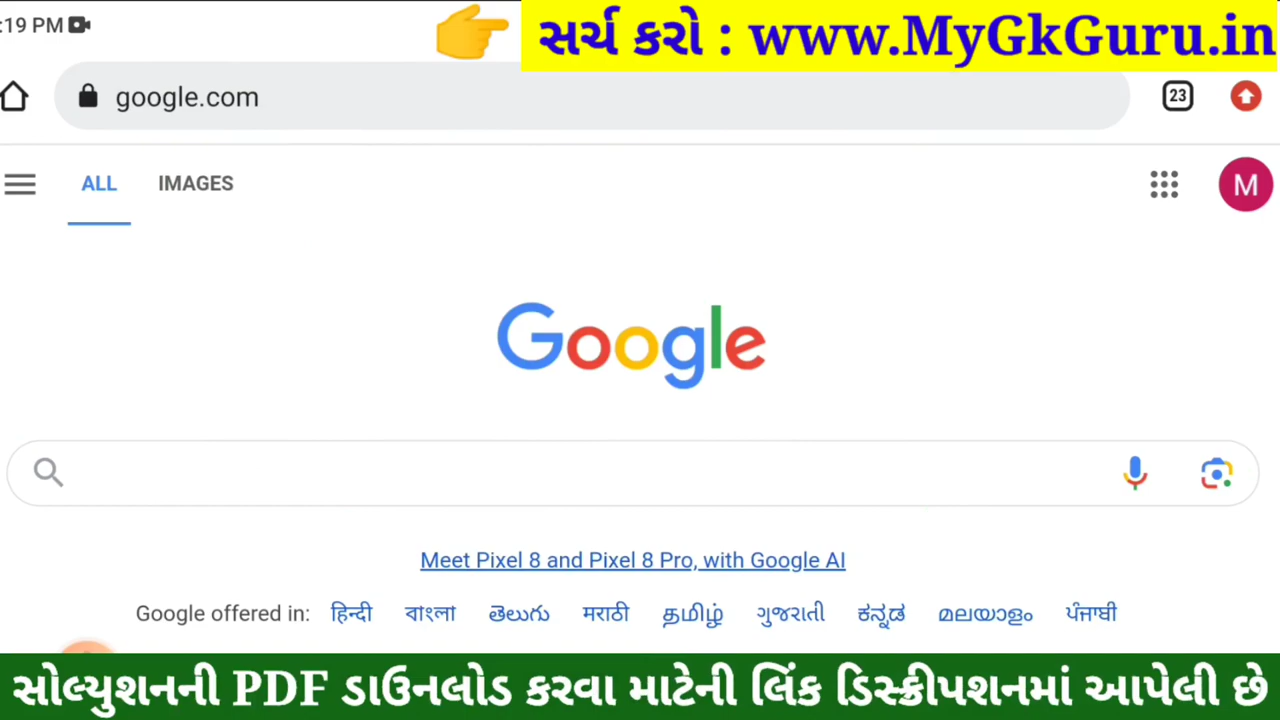 :19 PM
સર્ચ કરો : www.MyGkGuru.in
google.com
23
ALL IMAGES
M
Google
Meet Pixel 8 and Pixel 8 Pro, with Google AI
Google offered in: हिन्दी বাংলা తెలుగు मराठी தமிழ் ગુજરાતી ಕನ್ನಡ മലയാളം ਪੰਜਾਬੀ
સોલ્યુશનની PDF ડાઉનલોડ કરવા માટેની લિંક ડિસ્ક્રીપશનમાં આપેલી છે